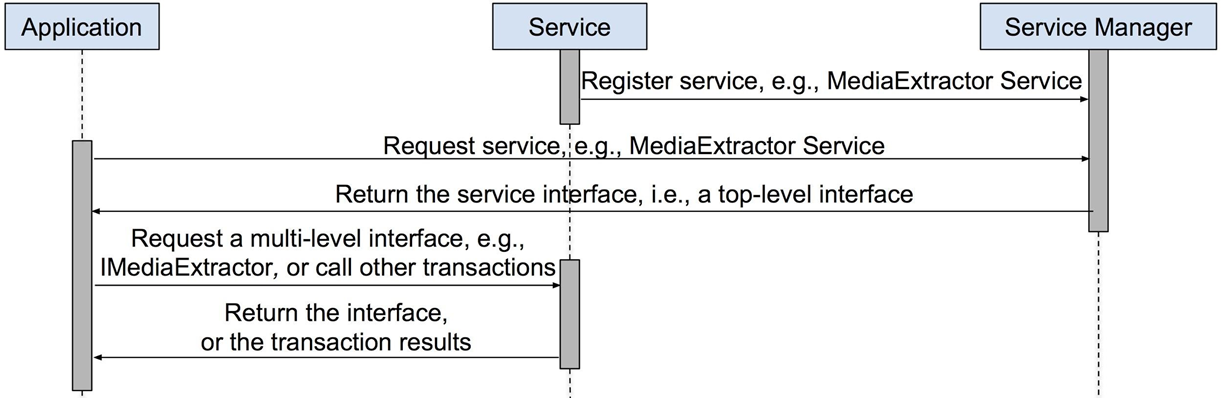 Application
Service
Service Manager
Register service, e.g., MediaExtractor Service
Request service, e.g., MediaExtractor Service
Return the service interface, i.e., a top-level interface
Request a multi-level interface, e.g.,
IMediaExtractor, or call other transactions
Return the interface,
or the transaction results